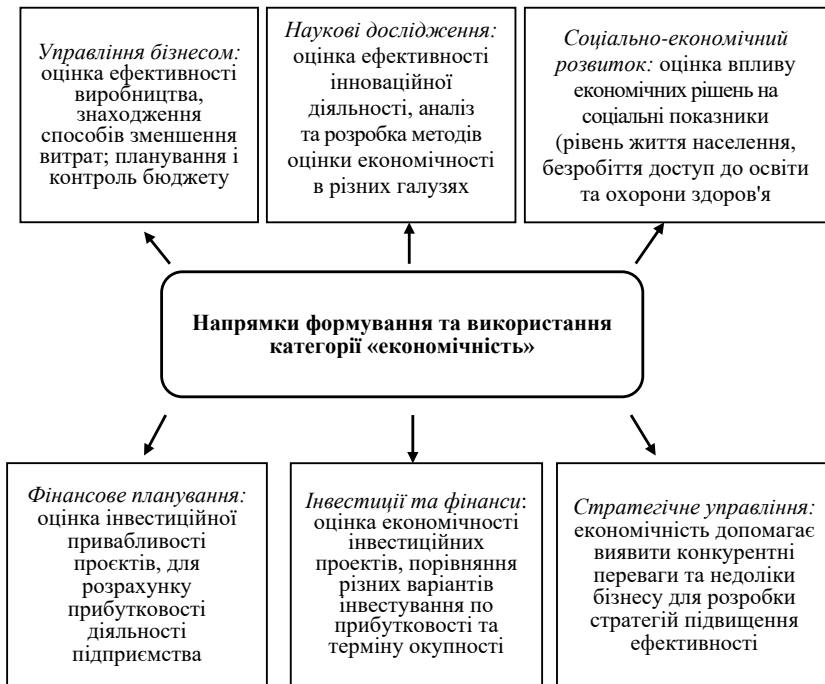 Управління бізнесом:
оцінка ефективності
виробництва,
знаходження
способів зменшення
витрат; планування і
контроль бюджету
Наукові дослідження:
оцінка ефективності
інноваційної
діяльності, аналіз
та розробка методів
оцінки економічності
в різних галузях
Соціально-економічний
розвиток: оцінка впливу
економічних рішень на
соціальні показники
(рівень життя населення,
безробіття доступ до освіти
та охорони здоров'я
Напрямки формування та використання
категорії «економічність»
Фінансове планування:
оцінка інвестиційної
привабливості
проєктів, для
розрахунку
прибутковості
діяльності
підприємства
Інвестиції та фінанси:
оцінка економічності
інвестиційних
проектів, порівняння
різних варіантів
інвестування по
прибутковості та
терміну окупності
Стратегічне управління:
економічність допомагає
виявити конкурентні
переваги та недоліки
бізнесу для розробки
стратегій підвищення
ефективності